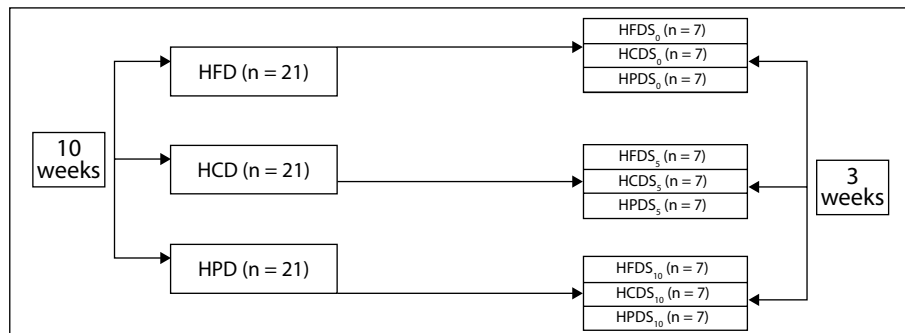 10
weeks
HFD (n = 21)
HCD (n = 21)
HPD (n = 21)
HFDS₀ (n = 7)
HCDS₀ (n = 7)
HPDS₀ (n = 7)
HFDS₅ (n = 7)
HCDS₅ (n = 7)
HPDS₅ (n = 7)
HFDS₁₀ (n = 7)
HCDS₁₀ (n = 7)
HPDS₁₀ (n = 7)
3
weeks